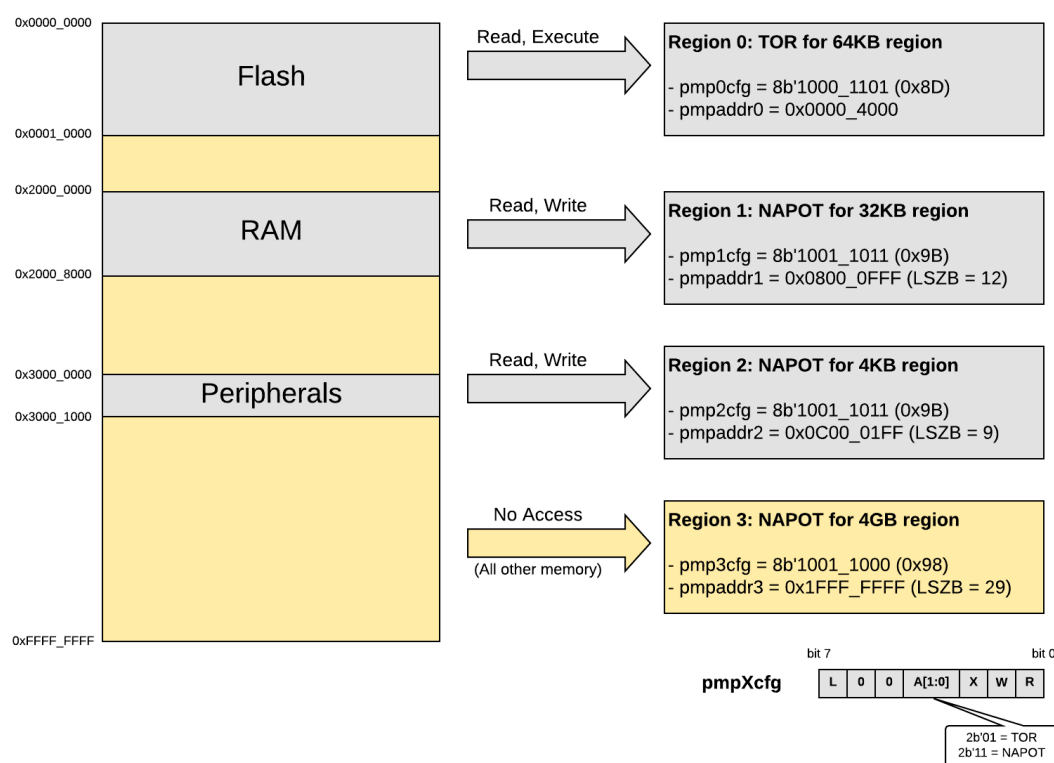 0x0000_0000
Flash
0x0001_0000
0x2000_0000
RAM
0x2000_8000
0x3000_0000
Peripherals
0x3000_1000
0xFFFF_FFFF
Read, Execute
Region 0: TOR for 64KB region
- pmp0cfg = 8b'1000_1101 (0x8D)
- pmpaddr0 = 0x0000_4000
Read, Write
Region 1: NAPOT for 32KB region
- pmp1cfg = 8b'1001_1011 (0x9B)
- pmpaddr1 = 0x0800_0FFF (LSZB = 12)
Read, Write
Region 2: NAPOT for 4KB region
- pmp2cfg = 8b'1001_1011 (0x9B)
- pmpaddr2 = 0x0C00_01FF (LSZB = 9)
No Access
(All other memory)
Region 3: NAPOT for 4GB region
- pmp3cfg = 8b'1001_1000 (0x98)
- pmpaddr3 = 0x1FFF_FFFF (LSZB = 29)
bit 7 bit 0
pmpXcfg L 0 0 A[1:0] X W R
2b'01 = TOR
2b'11 = NAPOT